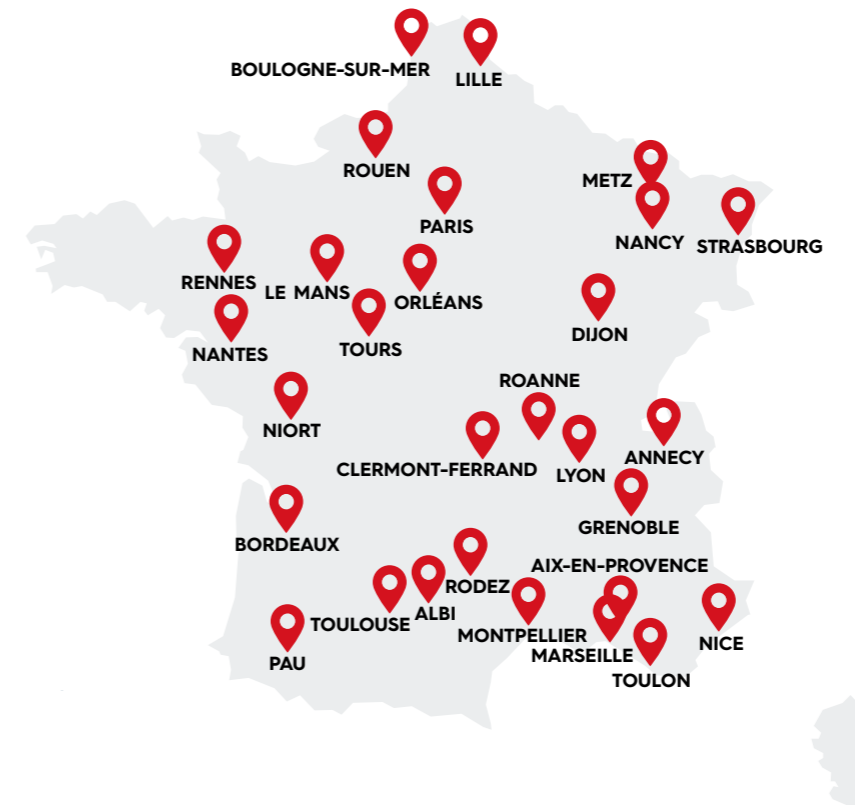 BOULOGNE-SUR-MER
LILLE
ROUEN
METZ
PARIS
NANCY
STRASBOURG
RENNES
LE MANS
ORLÉANS
DIJON
TOURS
NANTES
ROANNE
NIORT
ANNECY
CLERMONT-FERRAND
LYON
GRENOBLE
BORDEAUX
AIX-EN-PROVENCE
RODEZ
ALBI
TOULOUSE
MONTPELLIER
NICE
MARSEILLE
PAU
TOULON